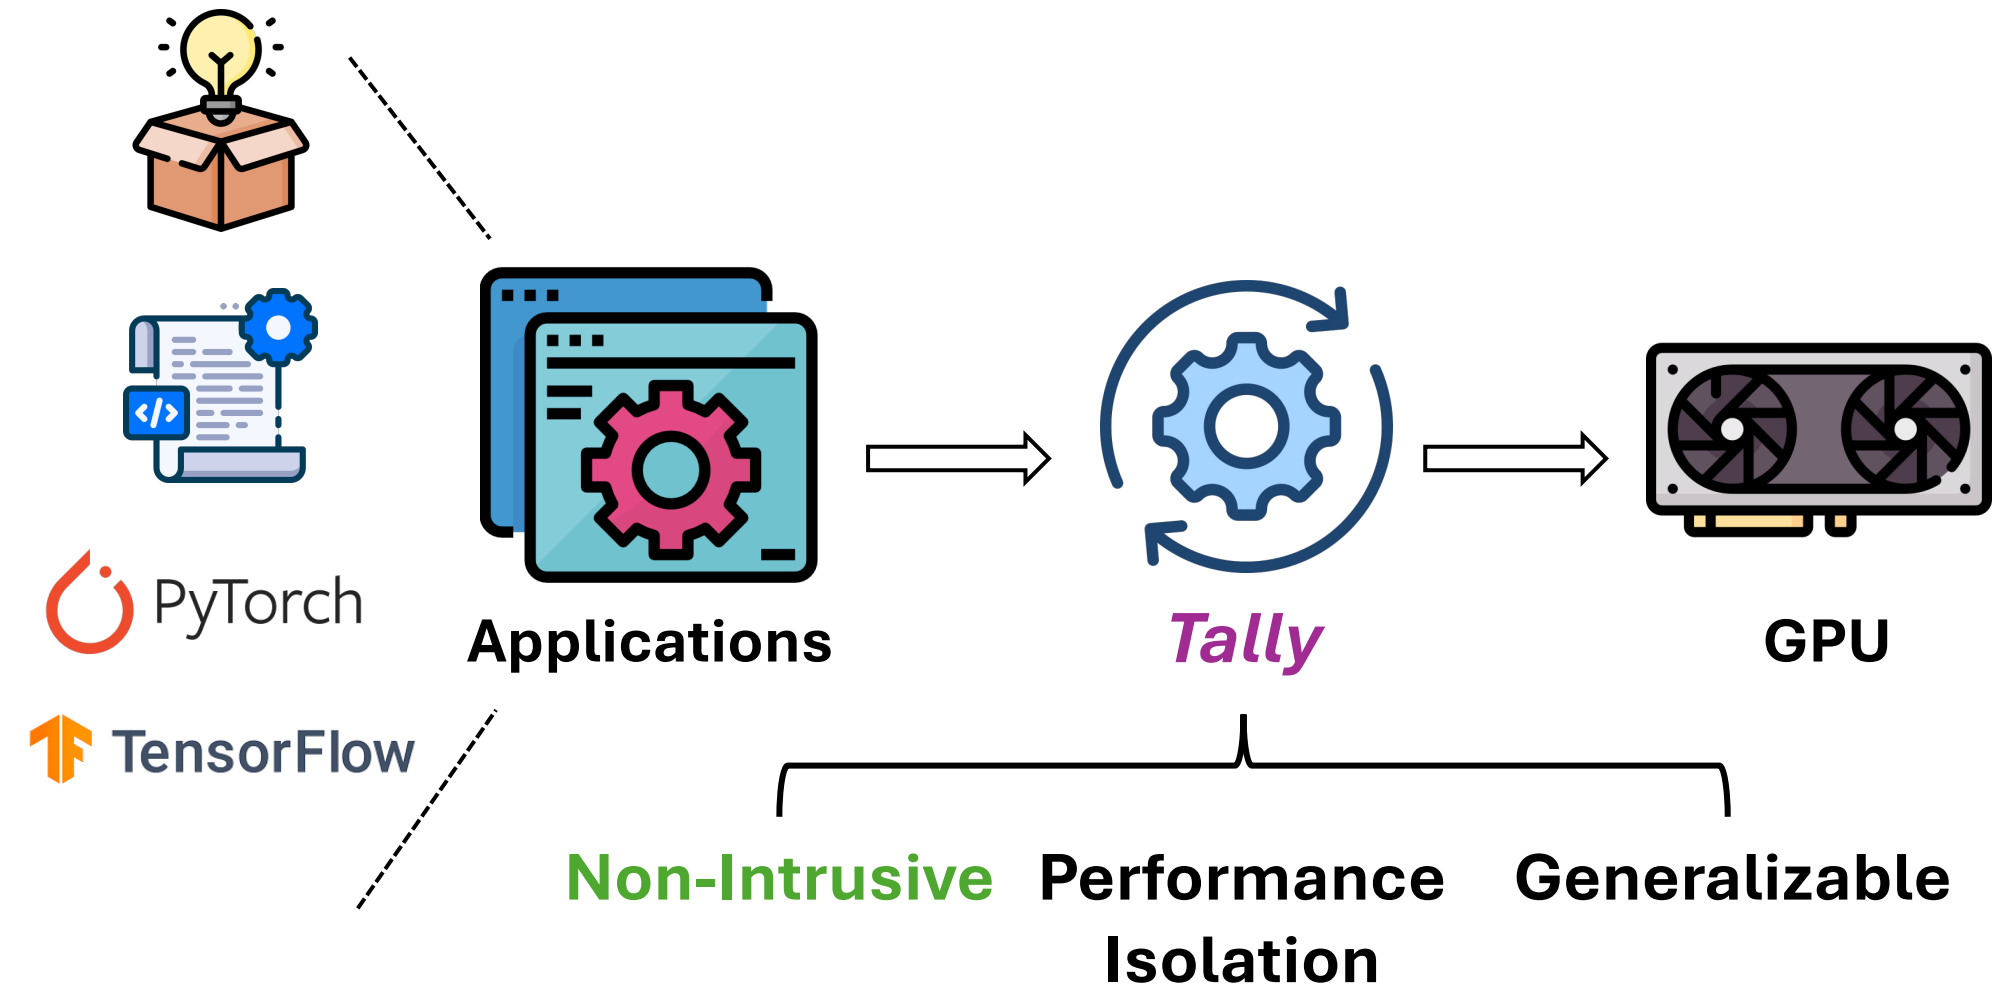 PyTorch
TensorFlow
Applications
Tally
GPU
Non-Intrusive
Performance
Isolation
Generalizable